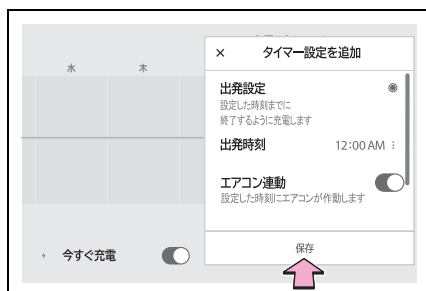 水 木
× タイマー設定を追加
出発設定
設定した時刻までに
終了するように充電します
出発時刻 12:00 AM
エアコン連動
設定した時刻にエアコンが作動します
今すぐ充電
保存